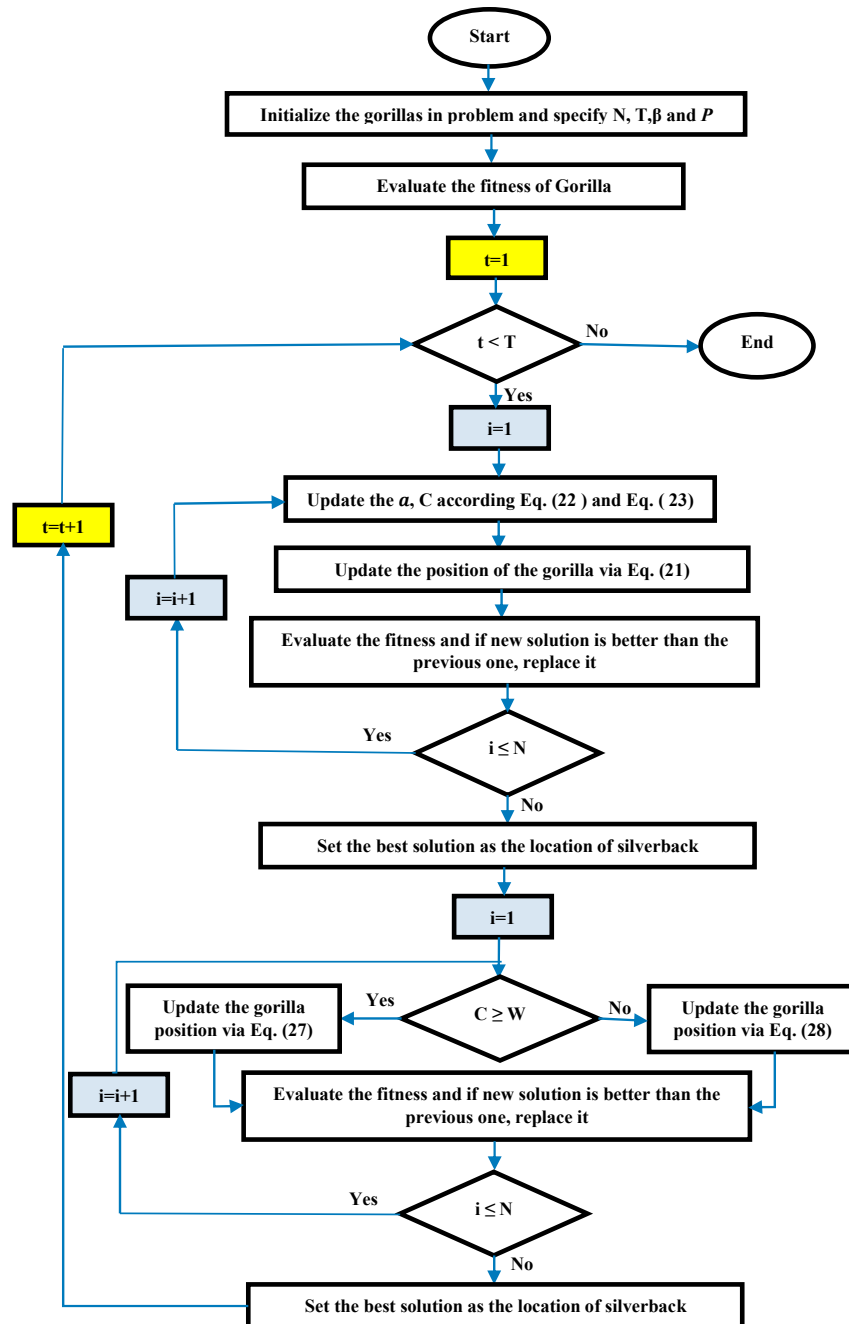 Start
Initialize the gorillas in problem and specify N, T,β and P
Evaluate the fitness of Gorilla
t=1
t < T
No
End
Yes
i=1
Update the a, C according Eq. (22 ) and Eq. ( 23)
t=t+1
Update the position of the gorilla via Eq. (21)
i=i+1
Evaluate the fitness and if new solution is better than the
previous one, replace it
Yes
i ≤ N
No
Set the best solution as the location of silverback
i=1
Update the gorilla
position via Eq. (27)
Yes
C ≥ W
No
Update the gorilla
position via Eq. (28)
i=i+1
Evaluate the fitness and if new solution is better than the
previous one, replace it
Yes
i ≤ N
No
Set the best solution as the location of silverback